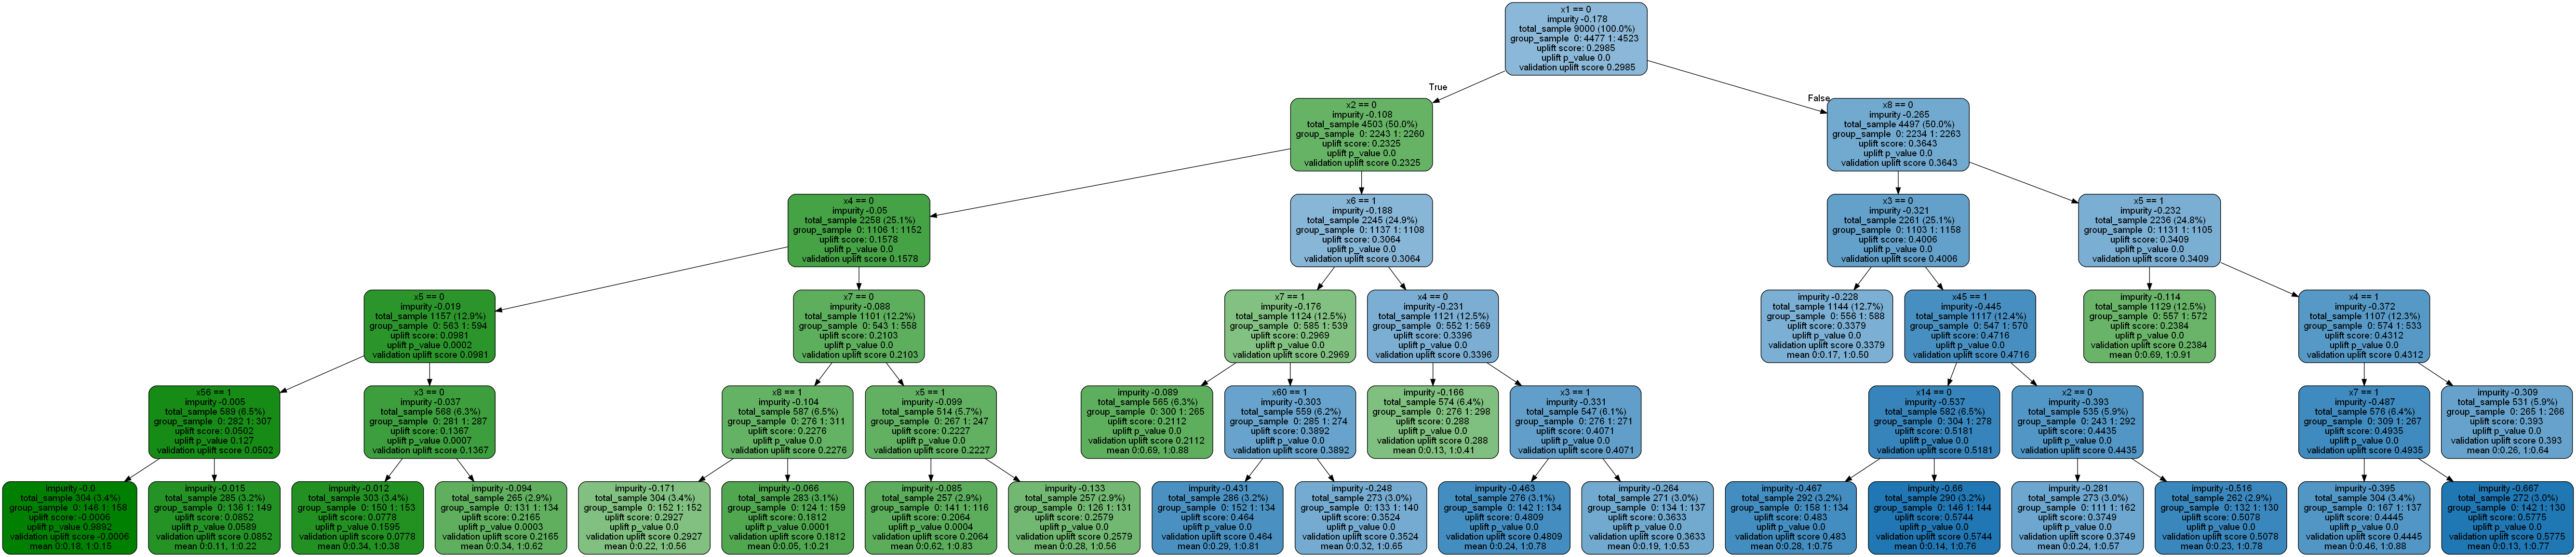 x1 == 0
impurity -0.178
total_sample 9000 (100.0%)
group_sample 0: 4477 1: 4523
uplift score: 0.2985
uplift p_value 0.0
validation uplift score 0.2985
True
False
x2 == 0
impurity -0.108
total_sample 4503 (50.0%)
group_sample 0: 2243 1: 2260
uplift score: 0.2325
uplift p_value 0.0
validation uplift score 0.2325
x8 == 0
impurity -0.265
total_sample 4497 (50.0%)
group_sample 0: 2234 1: 2263
uplift score: 0.3643
uplift p_value 0.0
validation uplift score 0.3643
x4 == 0
impurity -0.05
total_sample 2258 (25.1%)
group_sample 0: 1106 1: 1152
uplift score: 0.1578
uplift p_value 0.0
validation uplift score 0.1578
x6 == 1
impurity -0.188
total_sample 2245 (24.9%)
group_sample 0: 1137 1: 1108
uplift score: 0.3064
uplift p_value 0.0
validation uplift score 0.3064
x3 == 0
impurity -0.321
total_sample 2261 (25.1%)
group_sample 0: 1103 1: 1158
uplift score: 0.4006
uplift p_value 0.0
validation uplift score 0.4006
x5 == 1
impurity -0.232
total_sample 2236 (24.8%)
group_sample 0: 1131 1: 1105
uplift score: 0.3409
uplift p_value 0.0
validation uplift score 0.3409
x5 == 0
impurity -0.019
total_sample 1157 (12.9%)
group_sample 0: 563 1: 594
uplift score: 0.0981
uplift p_value 0.0002
validation uplift score 0.0981
x7 == 0
impurity -0.088
total_sample 1101 (12.2%)
group_sample 0: 543 1: 558
uplift score: 0.2103
uplift p_value 0.0
validation uplift score 0.2103
x7 == 1
impurity -0.176
total_sample 1124 (12.5%)
group_sample 0: 585 1: 539
uplift score: 0.2969
uplift p_value 0.0
validation uplift score 0.2969
x4 == 0
impurity -0.231
total_sample 1121 (12.5%)
group_sample 0: 552 1: 569
uplift score: 0.3396
uplift p_value 0.0
validation uplift score 0.3396
impurity -0.228
total_sample 1144 (12.7%)
group_sample 0: 556 1: 588
uplift score: 0.3379
uplift p_value 0.0
validation uplift score 0.3379
mean 0:0.17, 1:0.50
x45 == 1
impurity -0.445
total_sample 1117 (12.4%)
group_sample 0: 547 1: 570
uplift score: 0.4716
uplift p_value 0.0
validation uplift score 0.4716
impurity -0.114
total_sample 1129 (12.5%)
group_sample 0: 557 1: 572
uplift score: 0.2384
uplift p_value 0.0
validation uplift score 0.2384
mean 0:0.69, 1:0.91
x4 == 1
impurity -0.372
total_sample 1107 (12.3%)
group_sample 0: 574 1: 533
uplift score: 0.4312
uplift p_value 0.0
validation uplift score 0.4312
x56 == 1
impurity -0.005
total_sample 589 (6.5%)
group_sample 0: 282 1: 307
uplift score: 0.0502
uplift p_value 0.127
validation uplift score 0.0502
x3 == 0
impurity -0.037
total_sample 568 (6.3%)
group_sample 0: 281 1: 287
uplift score: 0.1367
uplift p_value 0.0007
validation uplift score 0.1367
x8 == 1
impurity -0.104
total_sample 587 (6.5%)
group_sample 0: 276 1: 311
uplift score: 0.2276
uplift p_value 0.0
validation uplift score 0.2276
x5 == 1
impurity -0.099
total_sample 514 (5.7%)
group_sample 0: 267 1: 247
uplift score: 0.2227
uplift p_value 0.0
validation uplift score 0.2227
impurity -0.089
total_sample 565 (6.3%)
group_sample 0: 300 1: 265
uplift score: 0.2112
uplift p_value 0.0
validation uplift score 0.2112
mean 0:0.69, 1:0.88
x60 == 1
impurity -0.303
total_sample 559 (6.2%)
group_sample 0: 285 1: 274
uplift score: 0.3892
uplift p_value 0.0
validation uplift score 0.3892
impurity -0.166
total_sample 574 (6.4%)
group_sample 0: 276 1: 298
uplift score: 0.288
uplift p_value 0.0
validation uplift score 0.288
mean 0:0.13, 1:0.41
x3 == 1
impurity -0.331
total_sample 547 (6.1%)
group_sample 0: 276 1: 271
uplift score: 0.4071
uplift p_value 0.0
validation uplift score 0.4071
x14 == 0
impurity -0.537
total_sample 582 (6.5%)
group_sample 0: 304 1: 278
uplift score: 0.5181
uplift p_value 0.0
validation uplift score 0.5181
x2 == 0
impurity -0.393
total_sample 535 (5.9%)
group_sample 0: 243 1: 292
uplift score: 0.4435
uplift p_value 0.0
validation uplift score 0.4435
x7 == 1
impurity -0.487
total_sample 576 (6.4%)
group_sample 0: 309 1: 267
uplift score: 0.4935
uplift p_value 0.0
validation uplift score 0.4935
impurity -0.309
total_sample 531 (5.9%)
group_sample 0: 265 1: 266
uplift score: 0.393
uplift p_value 0.0
validation uplift score 0.393
mean 0:0.26, 1:0.64
impurity -0.0
total_sample 304 (3.4%)
group_sample 0: 146 1: 158
uplift score: -0.0006
uplift p_value 0.9892
validation uplift score -0.0006
mean 0:0.18, 1:0.15
impurity -0.015
total_sample 285 (3.2%)
group_sample 0: 136 1: 149
uplift score: 0.0852
uplift p_value 0.0589
validation uplift score 0.0852
mean 0:0.11, 1:0.22
impurity -0.012
total_sample 303 (3.4%)
group_sample 0: 150 1: 153
uplift score: 0.0778
uplift p_value 0.1595
validation uplift score 0.0778
mean 0:0.34, 1:0.38
impurity -0.094
total_sample 265 (2.9%)
group_sample 0: 131 1: 134
uplift score: 0.2165
uplift p_value 0.0003
validation uplift score 0.2165
mean 0:0.34, 1:0.62
impurity -0.171
total_sample 304 (3.4%)
group_sample 0: 152 1: 152
uplift score: 0.2927
uplift p_value 0.0
validation uplift score 0.2927
mean 0:0.22, 1:0.56
impurity -0.066
total_sample 283 (3.1%)
group_sample 0: 124 1: 159
uplift score: 0.1812
uplift p_value 0.0001
validation uplift score 0.1812
mean 0:0.05, 1:0.21
impurity -0.085
total_sample 257 (2.9%)
group_sample 0: 141 1: 116
uplift score: 0.2064
uplift p_value 0.0004
validation uplift score 0.2064
mean 0:0.62, 1:0.83
impurity -0.133
total_sample 257 (2.9%)
group_sample 0: 126 1: 131
uplift score: 0.2579
uplift p_value 0.0
validation uplift score 0.2579
mean 0:0.28, 1:0.56
impurity -0.431
total_sample 286 (3.2%)
group_sample 0: 152 1: 134
uplift score: 0.464
uplift p_value 0.0
validation uplift score 0.464
mean 0:0.29, 1:0.81
impurity -0.248
total_sample 273 (3.0%)
group_sample 0: 133 1: 140
uplift score: 0.3524
uplift p_value 0.0
validation uplift score 0.3524
mean 0:0.32, 1:0.65
impurity -0.463
total_sample 276 (3.1%)
group_sample 0: 142 1: 134
uplift score: 0.4809
uplift p_value 0.0
validation uplift score 0.4809
mean 0:0.24, 1:0.78
impurity -0.264
total_sample 271 (3.0%)
group_sample 0: 134 1: 137
uplift score: 0.3633
uplift p_value 0.0
validation uplift score 0.3633
mean 0:0.19, 1:0.53
impurity -0.467
total_sample 292 (3.2%)
group_sample 0: 158 1: 134
uplift score: 0.483
uplift p_value 0.0
validation uplift score 0.483
mean 0:0.28, 1:0.75
impurity -0.66
total_sample 290 (3.2%)
group_sample 0: 146 1: 144
uplift score: 0.5744
uplift p_value 0.0
validation uplift score 0.5744
mean 0:0.14, 1:0.76
impurity -0.281
total_sample 273 (3.0%)
group_sample 0: 111 1: 162
uplift score: 0.3749
uplift p_value 0.0
validation uplift score 0.3749
mean 0:0.24, 1:0.57
impurity -0.516
total_sample 262 (2.9%)
group_sample 0: 132 1: 130
uplift score: 0.5078
uplift p_value 0.0
validation uplift score 0.5078
mean 0:0.23, 1:0.78
impurity -0.395
total_sample 304 (3.4%)
group_sample 0: 167 1: 137
uplift score: 0.4445
uplift p_value 0.0
validation uplift score 0.4445
mean 0:0.46, 1:0.88
impurity -0.667
total_sample 272 (3.0%)
group_sample 0: 142 1: 130
uplift score: 0.5775
uplift p_value 0.0
validation uplift score 0.5775
mean 0:0.13, 1:0.77